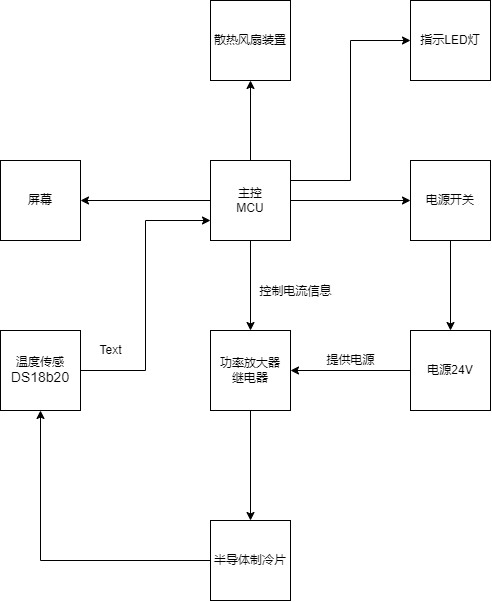 散热风扇装置
指示LED灯
屏幕
主控
MCU
电源开关
控制电流信息
温度传感
DS18b20
Text
功率放大器
继电器
提供电源
电源24V
半导体制冷片